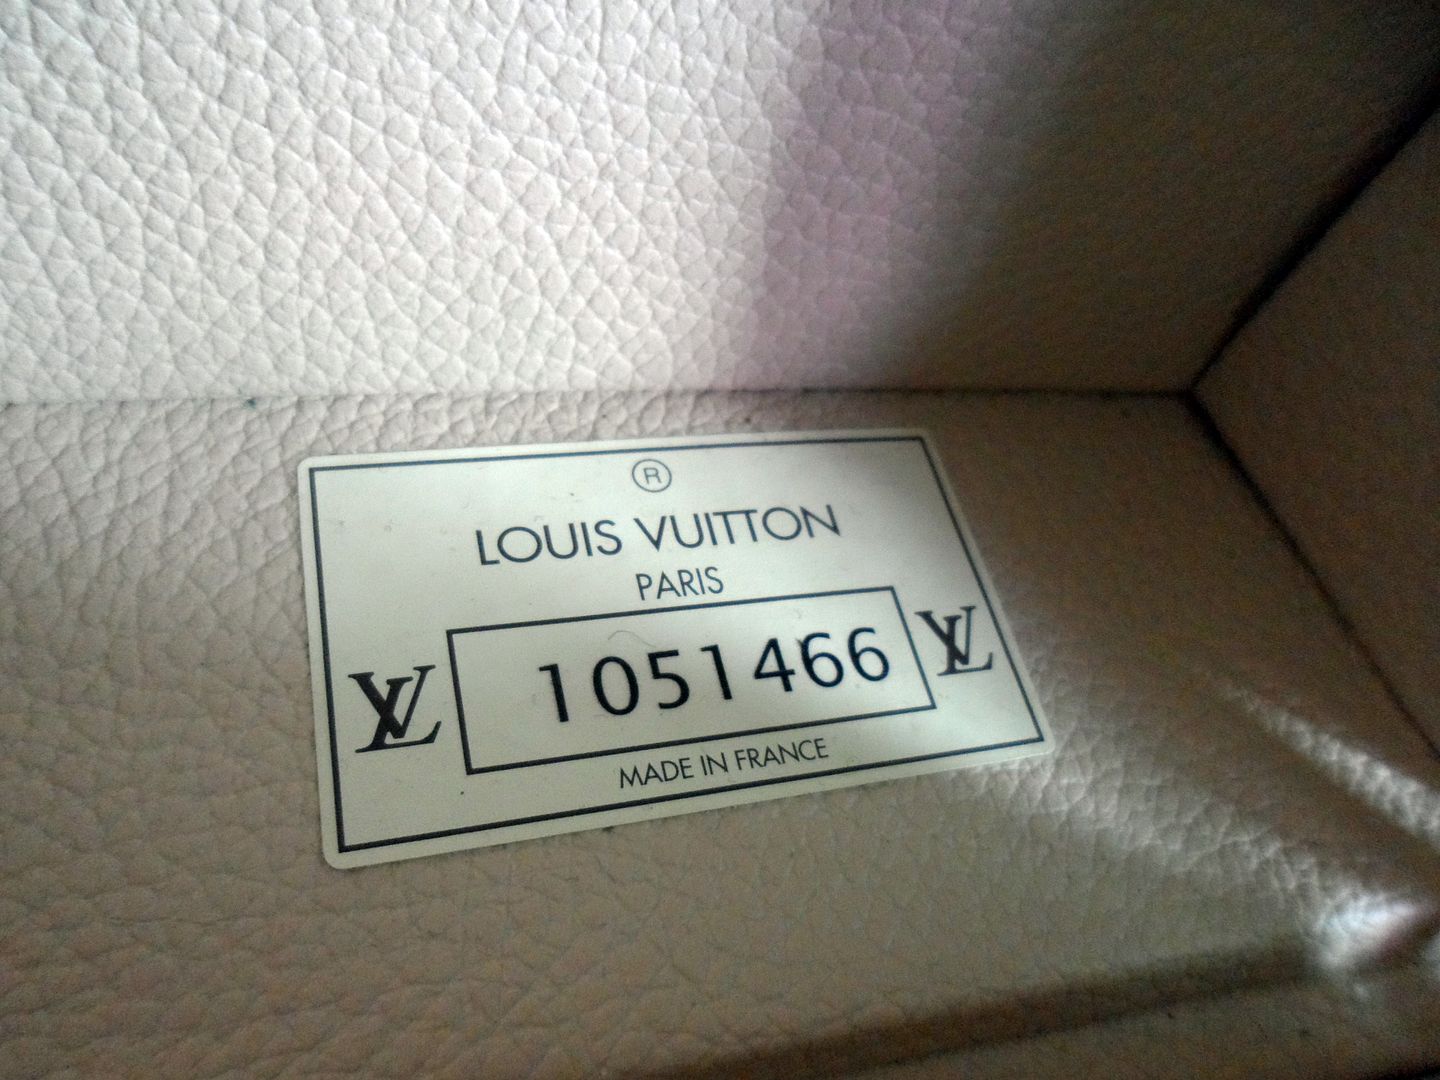 ®
LOUIS VUITTON
PARIS
LV 1051466 LV
MADE IN FRANCE